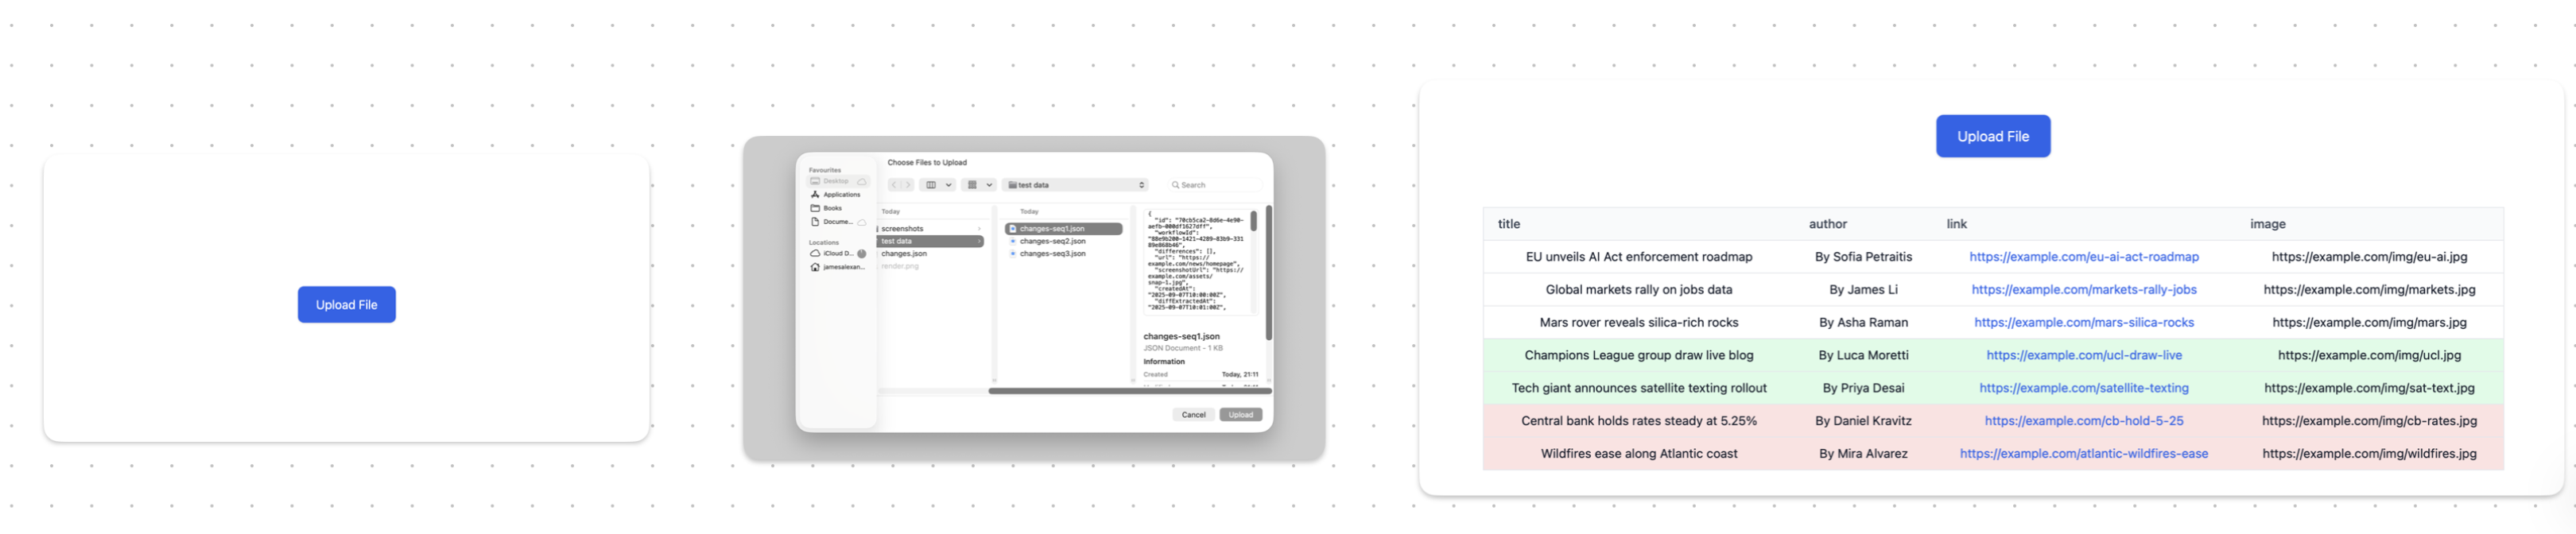 Upload File
Choose Files to Upload
Favourites
Desktop
Applications
Books
Docume...
Locations
iCloud D...
jamesalexan...
test data
Search
Today
screenshots
test data
changes.json
render.png
Today
changes-seq1.json
changes-seq2.json
changes-seq3.json
{
"id": "70cb5ca2-8d6e-4e90-
aefb-000df1627dff",
"workflowId":
"88e9b200-1421-4289-83b9-331
89e868b46",
"differences": [],
"url": "https://
example.com/news/homepage",
"screenshotUrl": "https://
example.com/assets/
snap-1.jpg",
"createdAt":
"2025-09-07T10:00:00Z",
"diffExtractedAt":
"2025-09-07T10:01:00Z",
changes-seq1.json
JSON Document - 1 KB
Information
Created Today, 21:11
Cancel Upload
Upload File
title author link image
EU unveils AI Act enforcement roadmap By Sofia Petraitis https://example.com/eu-ai-act-roadmap https://example.com/img/eu-ai.jpg
Global markets rally on jobs data By James Li https://example.com/markets-rally-jobs https://example.com/img/markets.jpg
Mars rover reveals silica-rich rocks By Asha Raman https://example.com/mars-silica-rocks https://example.com/img/mars.jpg
Champions League group draw live blog By Luca Moretti https://example.com/ucl-draw-live https://example.com/img/ucl.jpg
Tech giant announces satellite texting rollout By Priya Desai https://example.com/satellite-texting https://example.com/img/sat-text.jpg
Central bank holds rates steady at 5.25% By Daniel Kravitz https://example.com/cb-hold-5-25 https://example.com/img/cb-rates.jpg
Wildfires ease along Atlantic coast By Mira Alvarez https://example.com/atlantic-wildfires-ease https://example.com/img/wildfires.jpg